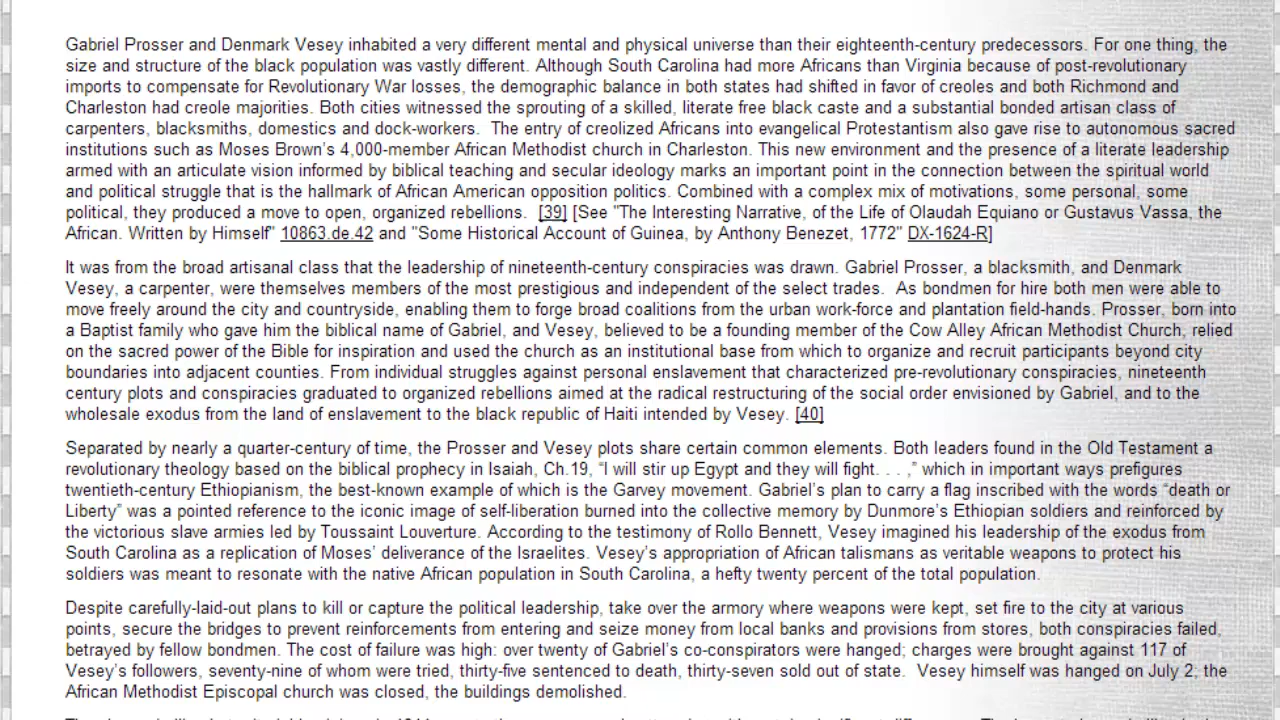 Gabriel Prosser and Denmark Vesey inhabited a very different mental and physical universe than their eighteenth-century predecessors. For one thing, the
size and structure of the black population was vastly different. Although South Carolina had more Africans than Virginia because of post-revolutionary
imports to compensate for Revolutionary War losses, the demographic balance in both states had shifted in favor of creoles and both Richmond and
Charleston had creole majorities. Both cities witnessed the sprouting of a skilled, literate free black caste and a substantial bonded artisan class of
carpenters, blacksmiths, domestics and dock-workers.  The entry of creolized Africans into evangelical Protestantism also gave rise to autonomous sacred
institutions such as Moses Brown's 4,000-member African Methodist church in Charleston. This new environment and the presence of a literate leadership
armed with an articulate vision informed by biblical teaching and secular ideology marks an important point in the connection between the spiritual world
and political struggle that is the hallmark of African American opposition politics. Combined with a complex mix of motivations, some personal, some
political, they produced a move to open, organized rebellions.  [39] [See "The Interesting Narrative, of the Life of Olaudah Equiano or Gustavus Vassa, the
African. Written by Himself" 10863.de.42 and "Some Historical Account of Guinea, by Anthony Benezet, 1772" DX-1624-R]
It was from the broad artisanal class that the leadership of nineteenth-century conspiracies was drawn. Gabriel Prosser, a blacksmith, and Denmark
Vesey, a carpenter, were themselves members of the most prestigious and independent of the select trades.  As bondmen for hire both men were able to
move freely around the city and countryside, enabling them to forge broad coalitions from the urban work-force and plantation field-hands. Prosser, born into
a Baptist family who gave him the biblical name of Gabriel, and Vesey, believed to be a founding member of the Cow Alley African Methodist Church, relied
on the sacred power of the Bible for inspiration and used the church as an institutional base from which to organize and recruit participants beyond city
boundaries into adjacent counties. From individual struggles against personal enslavement that characterized pre-revolutionary conspiracies, nineteenth
century plots and conspiracies graduated to organized rebellions aimed at the radical restructuring of the social order envisioned by Gabriel, and to the
wholesale exodus from the land of enslavement to the black republic of Haiti intended by Vesey. [40]
Separated by nearly a quarter-century of time, the Prosser and Vesey plots share certain common elements. Both leaders found in the Old Testament a
revolutionary theology based on the biblical prophecy in Isaiah, Ch.19, “I will stir up Egypt and they will fight. . . ,” which in important ways prefigures
twentieth-century Ethiopianism, the best-known example of which is the Garvey movement. Gabriel's plan to carry a flag inscribed with the words “death or
Liberty” was a pointed reference to the iconic image of self-liberation burned into the collective memory by Dunmore's Ethiopian soldiers and reinforced by
the victorious slave armies led by Toussaint Louverture. According to the testimony of Rollo Bennett, Vesey imagined his leadership of the exodus from
South Carolina as a replication of Moses' deliverance of the Israelites. Vesey's appropriation of African talismans as veritable weapons to protect his
soldiers was meant to resonate with the native African population in South Carolina, a hefty twenty percent of the total population.
Despite carefully-laid-out plans to kill or capture the political leadership, take over the armory where weapons were kept, set fire to the city at various
points, secure the bridges to prevent reinforcements from entering and seize money from local banks and provisions from stores, both conspiracies failed,
betrayed by fellow bondmen. The cost of failure was high: over twenty of Gabriel's co-conspirators were hanged; charges were brought against 117 of
Vesey's followers, seventy-nine of whom were tried, thirty-five sentenced to death, thirty-seven sold out of state.  Vesey himself was hanged on July 2; the
African Methodist Episcopal church was closed, the buildings demolished.